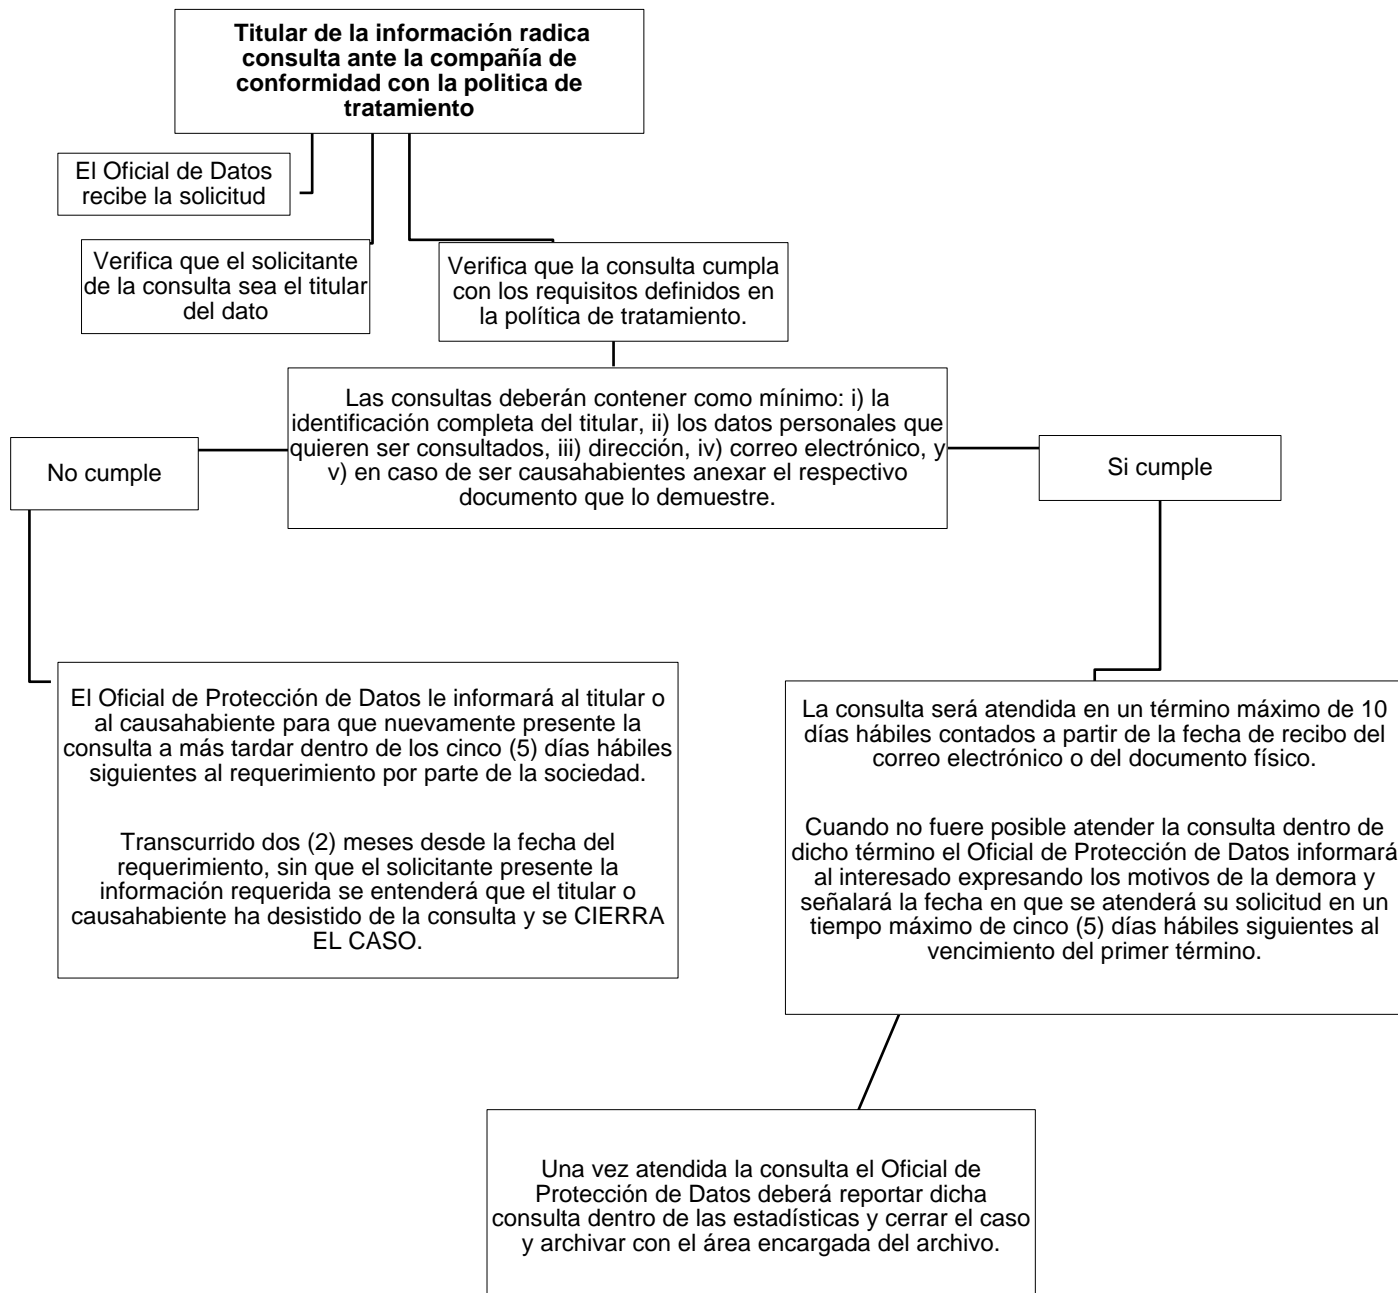 Titular de la información radica
consulta ante la compañía de
conformidad con la politica de
tratamiento
El Oficial de Datos
recibe la solicitud
Verifica que el solicitante
de la consulta sea el titular
del dato
Verifica que la consulta cumpla
con los requisitos definidos en
la política de tratamiento.
Las consultas deberán contener como mínimo: i) la
identificación completa del titular, ii) los datos personales que
quieren ser consultados, iii) dirección, iv) correo electrónico, y
v) en caso de ser causahabientes anexar el respectivo
documento que lo demuestre.
No cumple
Si cumple
El Oficial de Protección de Datos le informará al titular o
al causahabiente para que nuevamente presente la
consulta a más tardar dentro de los cinco (5) días hábiles
siguientes al requerimiento por parte de la sociedad.
Transcurrido dos (2) meses desde la fecha del
requerimiento, sin que el solicitante presente la
información requerida se entenderá que el titular o
causahabiente ha desistido de la consulta y se CIERRA
EL CASO.
La consulta será atendida en un término máximo de 10
días hábiles contados a partir de la fecha de recibo del
correo electrónico o del documento físico.
Cuando no fuere posible atender la consulta dentro de
dicho término el Oficial de Protección de Datos informará
al interesado expresando los motivos de la demora y
señalará la fecha en que se atenderá su solicitud en un
tiempo máximo de cinco (5) días hábiles siguientes al
vencimiento del primer término.
Una vez atendida la consulta el Oficial de
Protección de Datos deberá reportar dicha
consulta dentro de las estadísticas y cerrar el caso
y archivar con el área encargada del archivo.